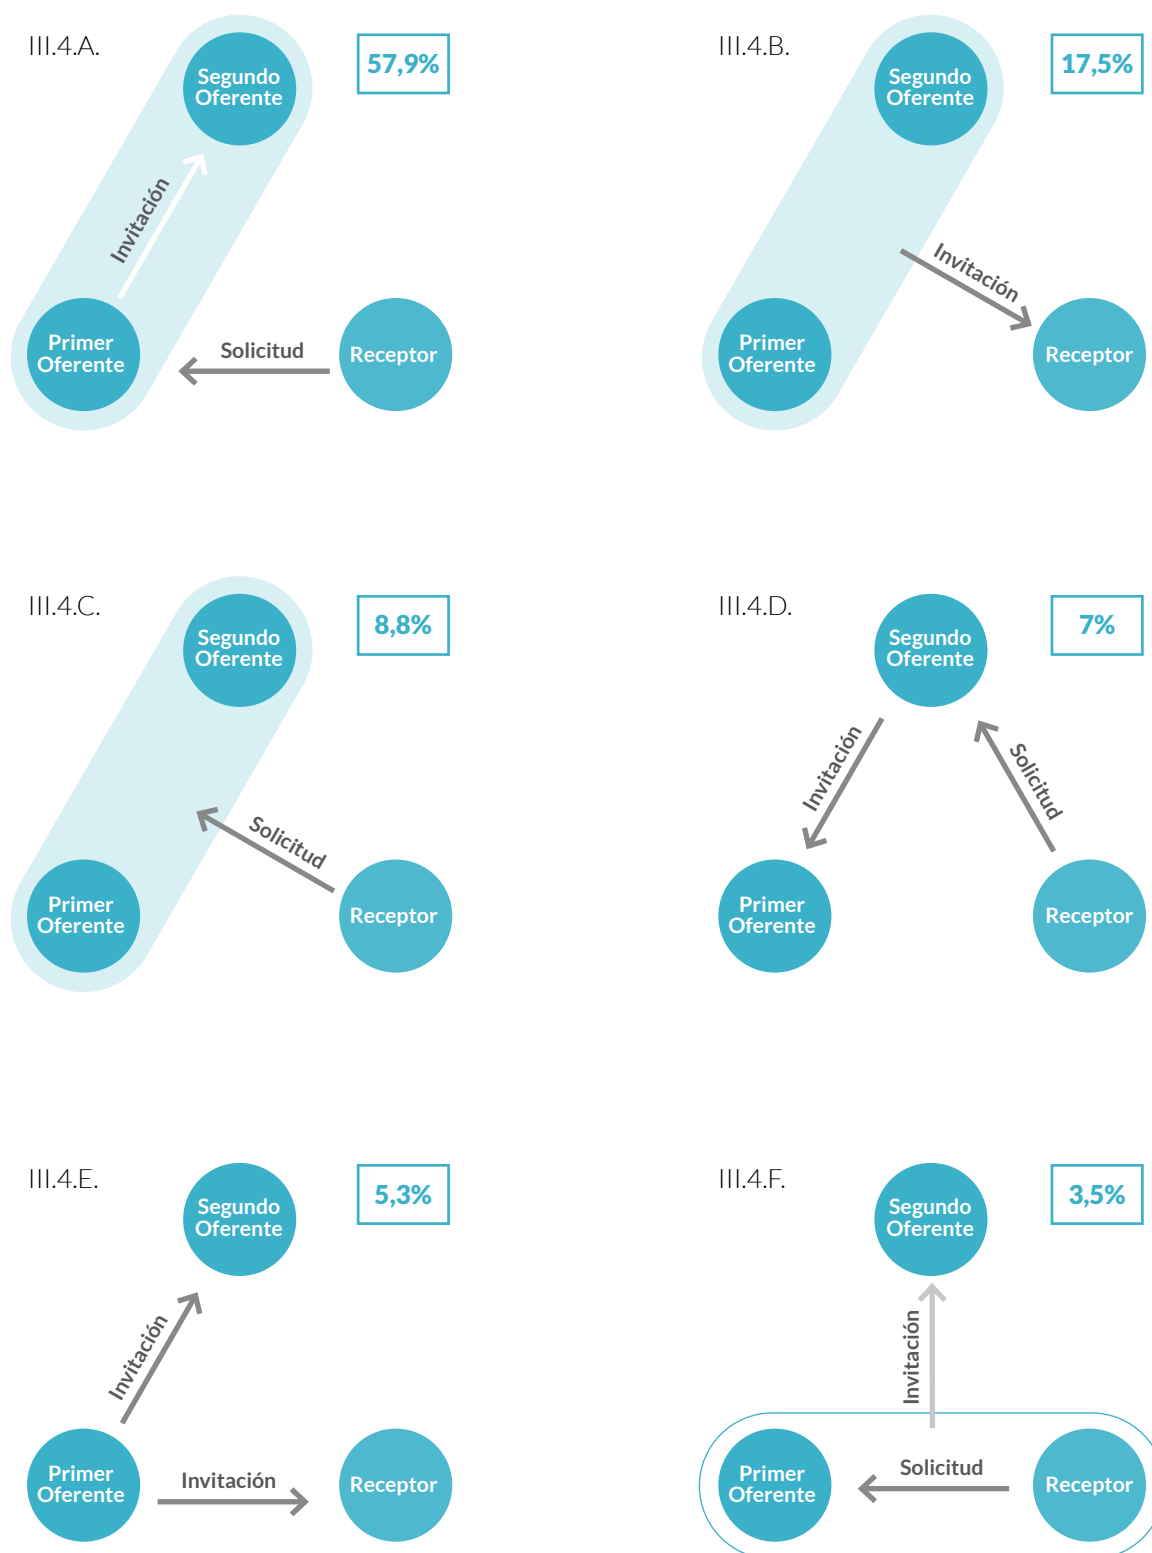 III.4.A.
57,9%
Segundo
Oferente
Invitación
Primer
Oferente
Solicitud
Receptor
III.4.B.
17,5%
Segundo
Oferente
Invitación
Primer
Oferente
Receptor
III.4.C.
8,8%
Segundo
Oferente
Solicitud
Primer
Oferente
Receptor
III.4.D.
7%
Segundo
Oferente
Invitación
Solicitud
Primer
Oferente
Receptor
III.4.E.
5,3%
Segundo
Oferente
Invitación
Primer
Oferente
Invitación
Receptor
III.4.F.
3,5%
Segundo
Oferente
Invitación
Primer
Oferente
Solicitud
Receptor